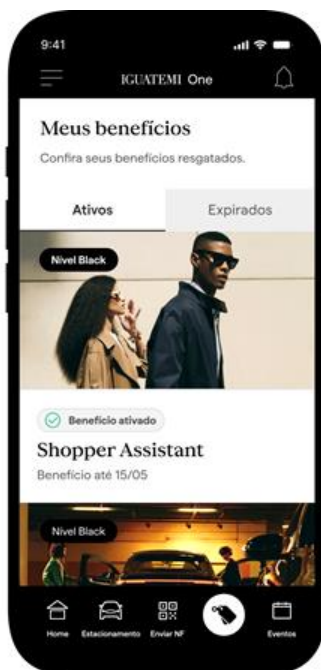 9:41
IGUATEMI One
Meus benefícios
Confira seus benefícios resgatados.
Ativos
Expirados
Nível Black
Benefício ativado
Shopper Assistant
Benefício até 15/05
Nível Black
Home
Estacionamento
Enviar NF
Eventos